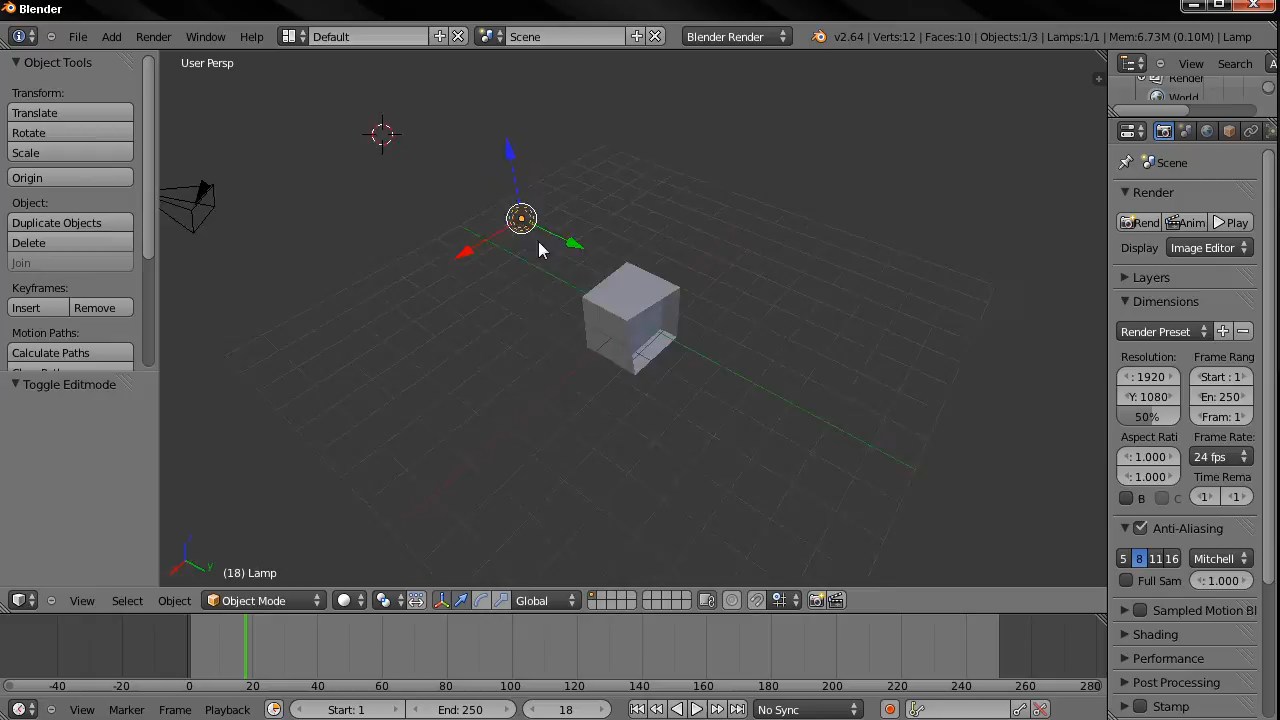 Blender
File Add Render Window Help Default Scene Blender Render v2.64 | Verts:12 | Faces:10 | Objects:1/3 | Lamps:1/1 | Mem:6.73M (0.10M) | Lamp
Object Tools
User Persp
View Search A
Render
World
Transform:
Translate
Rotate
Scale
Origin
Object:
Duplicate Objects
Delete
Join
Keyframes:
Insert Remove
Motion Paths:
Calculate Paths
Toggle Editmode
Scene
Render
Rend Anim Play
Display Image Editor
Layers
Dimensions
Render Preset
Resolution: Frame Rang
: 1920 Start : 1
Y: 1080 En: 250
50% Fram: 1
Aspect Rati Frame Rate:
: 1.000 24 fps
: 1.000 Time Rema
B C 1 1
Anti-Aliasing
5 8 11 16 Mitchell
Full Sam : 1.000
Sampled Motion Bl
Shading
Performance
Post Processing
Stamp
z
y
(18) Lamp
View Select Object Object Mode Global
-40 -20 0 20 40 60 80 100 120 140 160 180 200 220 240 260 280
View Marker Frame Playback Start: 1 End: 250 18 No Sync